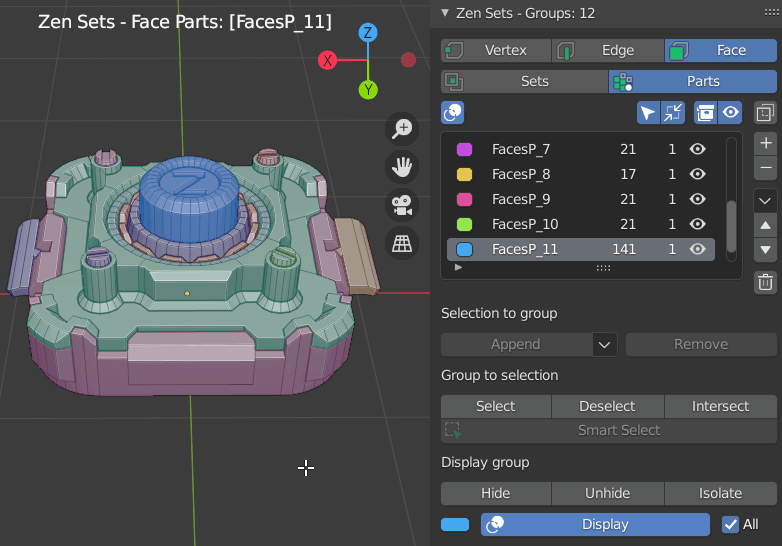 Zen Sets - Face Parts: [FacesP_11]
Z
X
Y
Z
Zen Sets - Groups: 12
Vertex Edge Face
Sets Parts
FacesP_7 21 1
FacesP_8 17 1
FacesP_9 21 1
FacesP_10 21 1
FacesP_11 141 1
Selection to group
Append Remove
Group to selection
Select Deselect Intersect
Smart Select
Display group
Hide Unhide Isolate
Display All